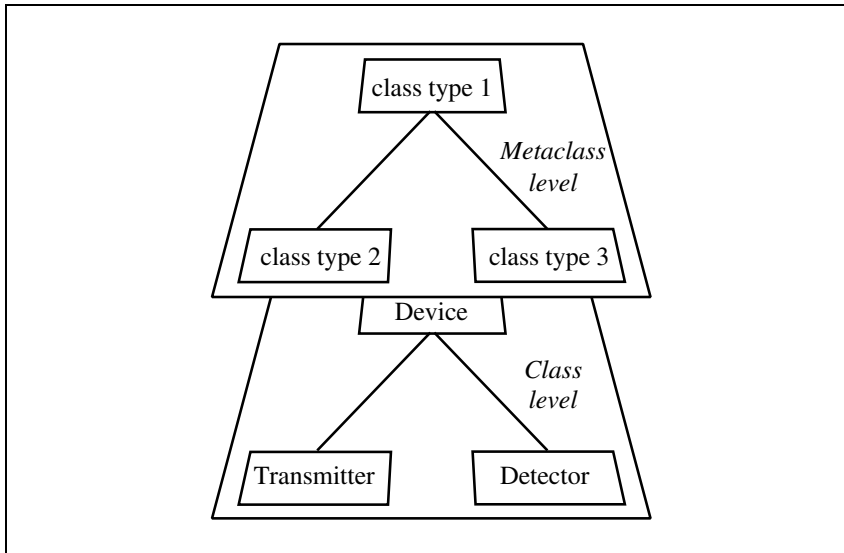 class type 1
Metaclass
level
class type 2
class type 3
Device
Class
level
Transmitter
Detector